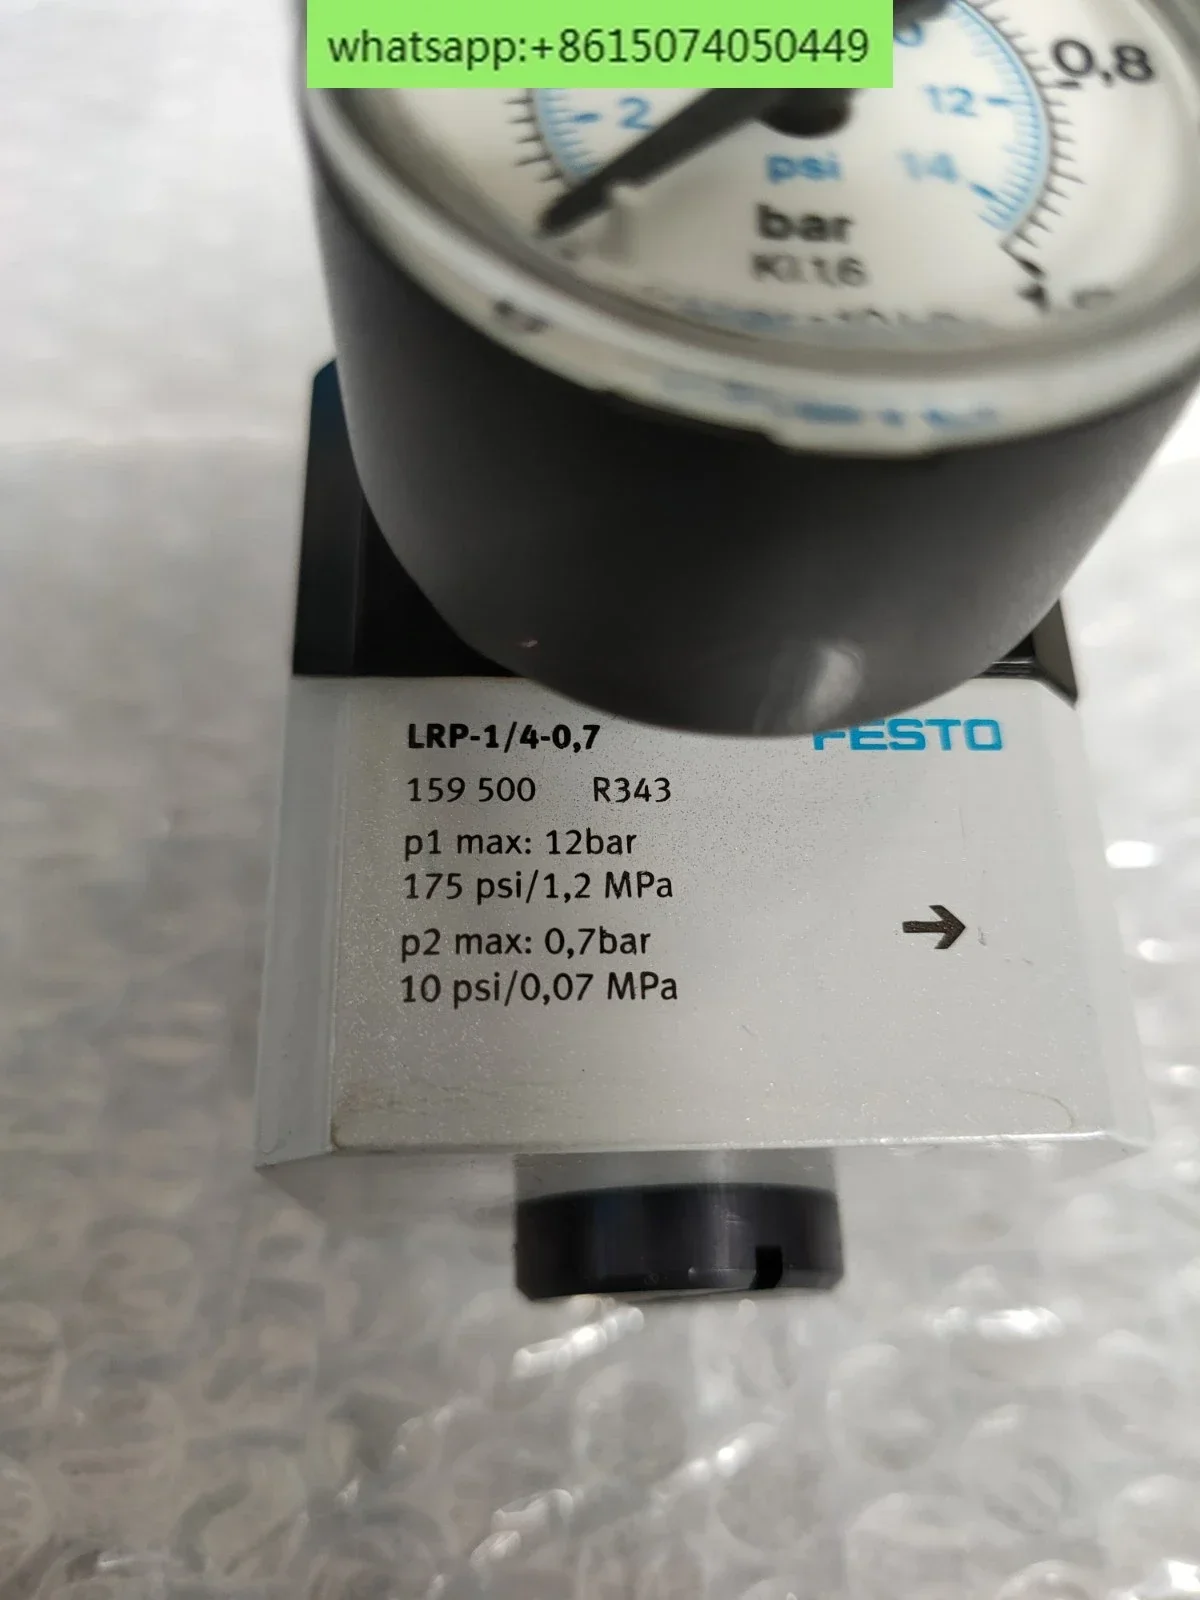 whatsapp:+8615074050449
0,8
2
12
psi
14
bar
Kl.1,6
LRP-1/4-0,7
FESTO
159 500 R343
p1 max: 12bar
175 psi/1,2 MPa
p2 max: 0,7bar
10 psi/0,07 MPa